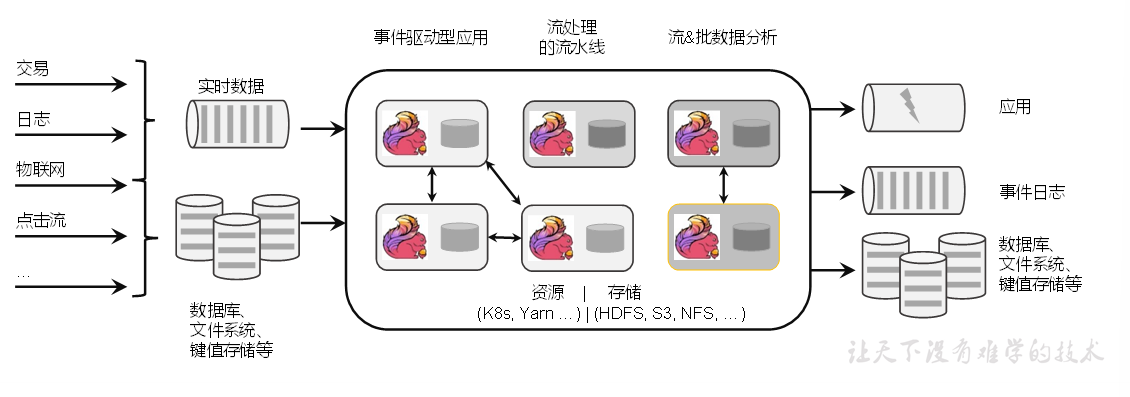 事件驱动型应用
流处理
的流水线
流&批数据分析
交易
日志
物联网
点击流
...
实时数据
数据库、
文件系统、
键值存储等
资源 | 存储
(K8s, Yarn ... ) | (HDFS, S3, NFS, ... )
应用
事件日志
数据库、
文件系统、
键值存储等
让天下没有难学的技术